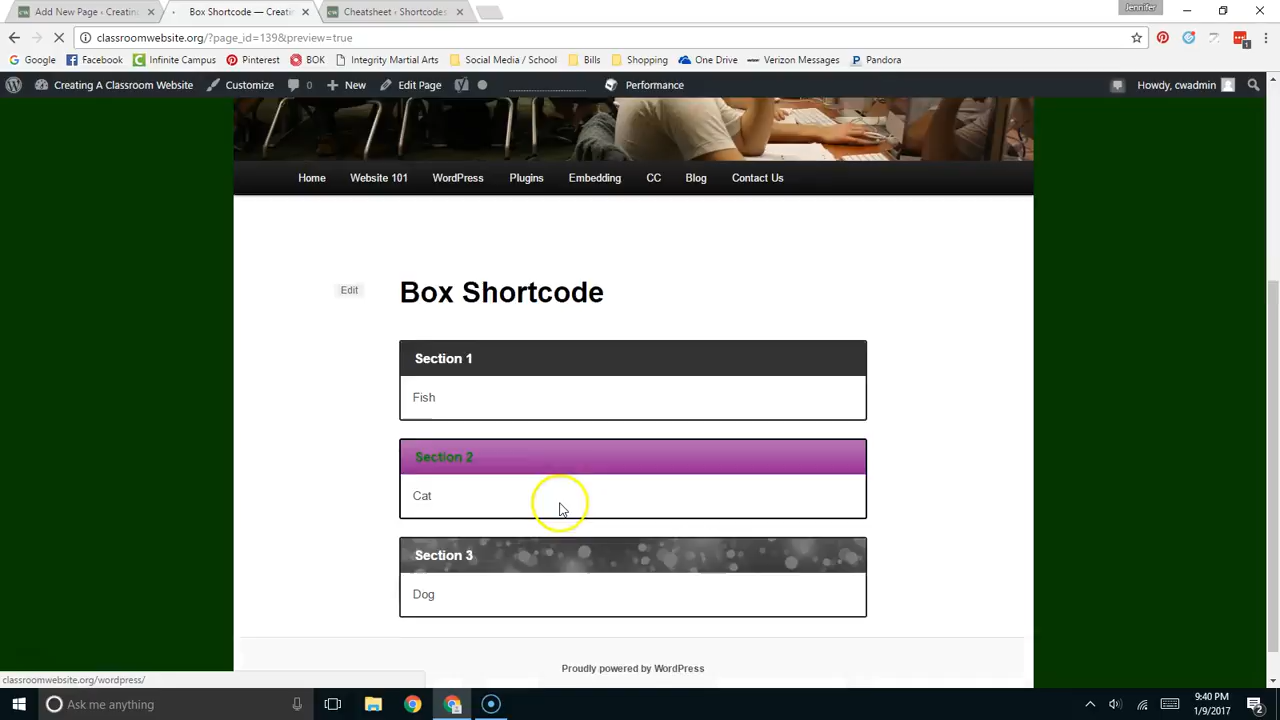 Add New Page ‹ Creatin
Box Shortcode — Creatin
Cheatsheet ‹ Shortcodes
Jennifer
classroomwebsite.org/?page_id=139&preview=true
Google
Facebook
Infinite Campus
Pinterest
BOK
Integrity Martial Arts
Social Media / School
Bills
Shopping
One Drive
Verizon Messages
Pandora
Creating A Classroom Website
Customize
0
New
Edit Page
Performance
Howdy, cwadmin
Home
Website 101
WordPress
Plugins
Embedding
CC
Blog
Contact Us
Edit
Box Shortcode
Section 1
Fish
Section 2
Cat
Section 3
Dog
Proudly powered by WordPress
classroomwebsite.org/wordpress/
Ask me anything
9:40 PM
1/9/2017